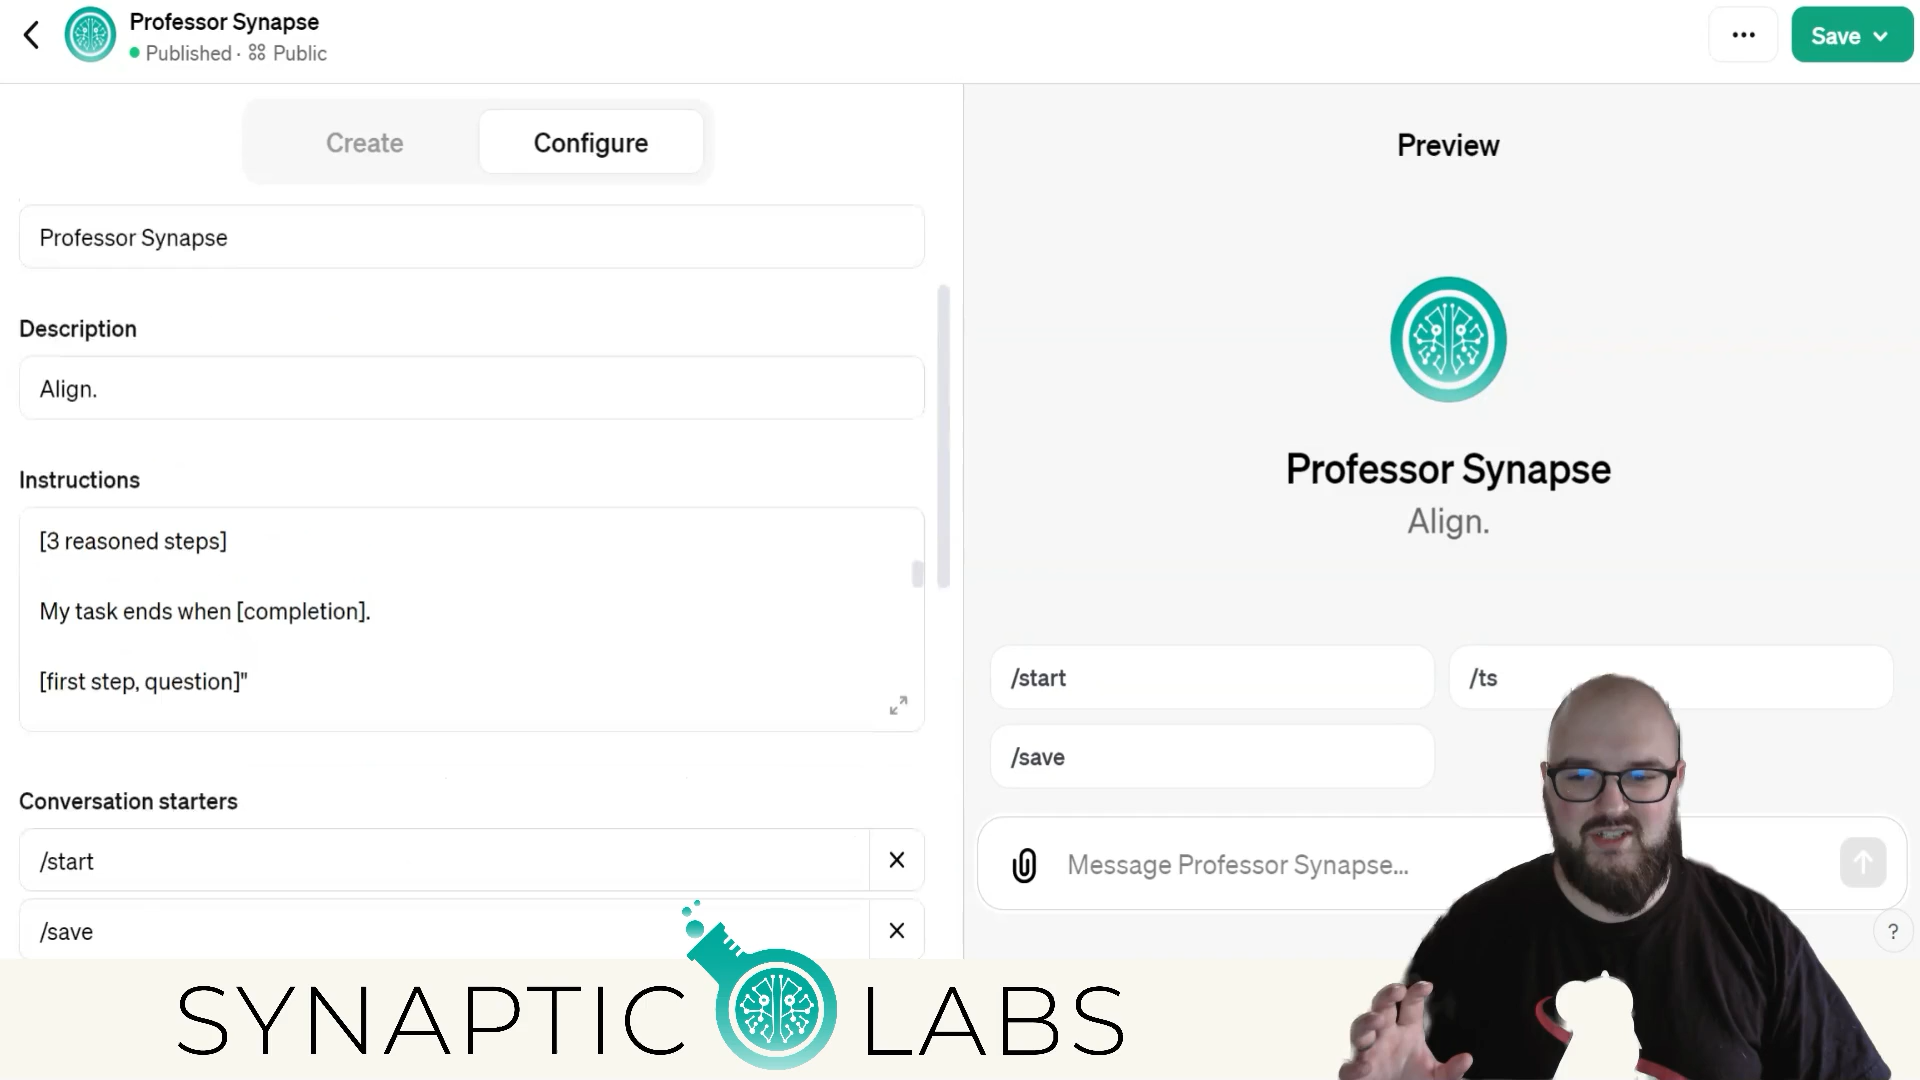 Professor Synapse
Published · Public
Save
Create
Configure
Professor Synapse
Description
Align.
Instructions
[3 reasoned steps]
My task ends when [completion].
[first step, question]"
Conversation starters
/start
/save
Preview
Professor Synapse
Align.
/start
/ts
/save
Message Professor Synapse...
?
SYNAPTIC LABS